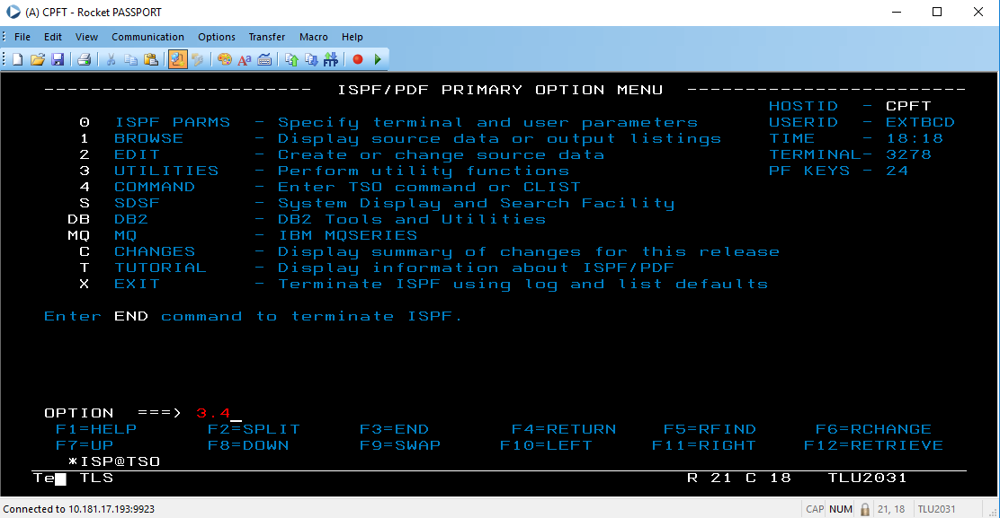 (A) CPFT - Rocket PASSPORT
File Edit View Communication Options Transfer Macro Help
FTP
----------------------- ISPF/PDF PRIMARY OPTION MENU ------------------------
HOSTID - CPFT
0 ISPF PARMS - Specify terminal and user parameters USERID - EXTBCD
1 BROWSE - Display source data or output listings TIME - 18:18
2 EDIT - Create or change source data TERMINAL- 3278
3 UTILITIES - Perform utility functions PF KEYS - 24
4 COMMAND - Enter TSO command or CLIST
S SDSF - System Display and Search Facility
DB DB2 - DB2 Tools and Utilities
MQ MQ - IBM MQSERIES
C CHANGES - Display summary of changes for this release
T TUTORIAL - Display information about ISPF/PDF
X EXIT - Terminate ISPF using log and list defaults
Enter END command to terminate ISPF.
OPTION ===> 3.4_
F1=HELP F2=SPLIT F3=END F4=RETURN F5=RFIND F6=RCHANGE
F7=UP F8=DOWN F9=SWAP F10=LEFT F11=RIGHT F12=RETRIEVE
*ISP@TSO
Te TLS R 21 C 18 TLU2031
Connected to 10.181.17.193:9923 CAP NUM 21, 18 TLU2031